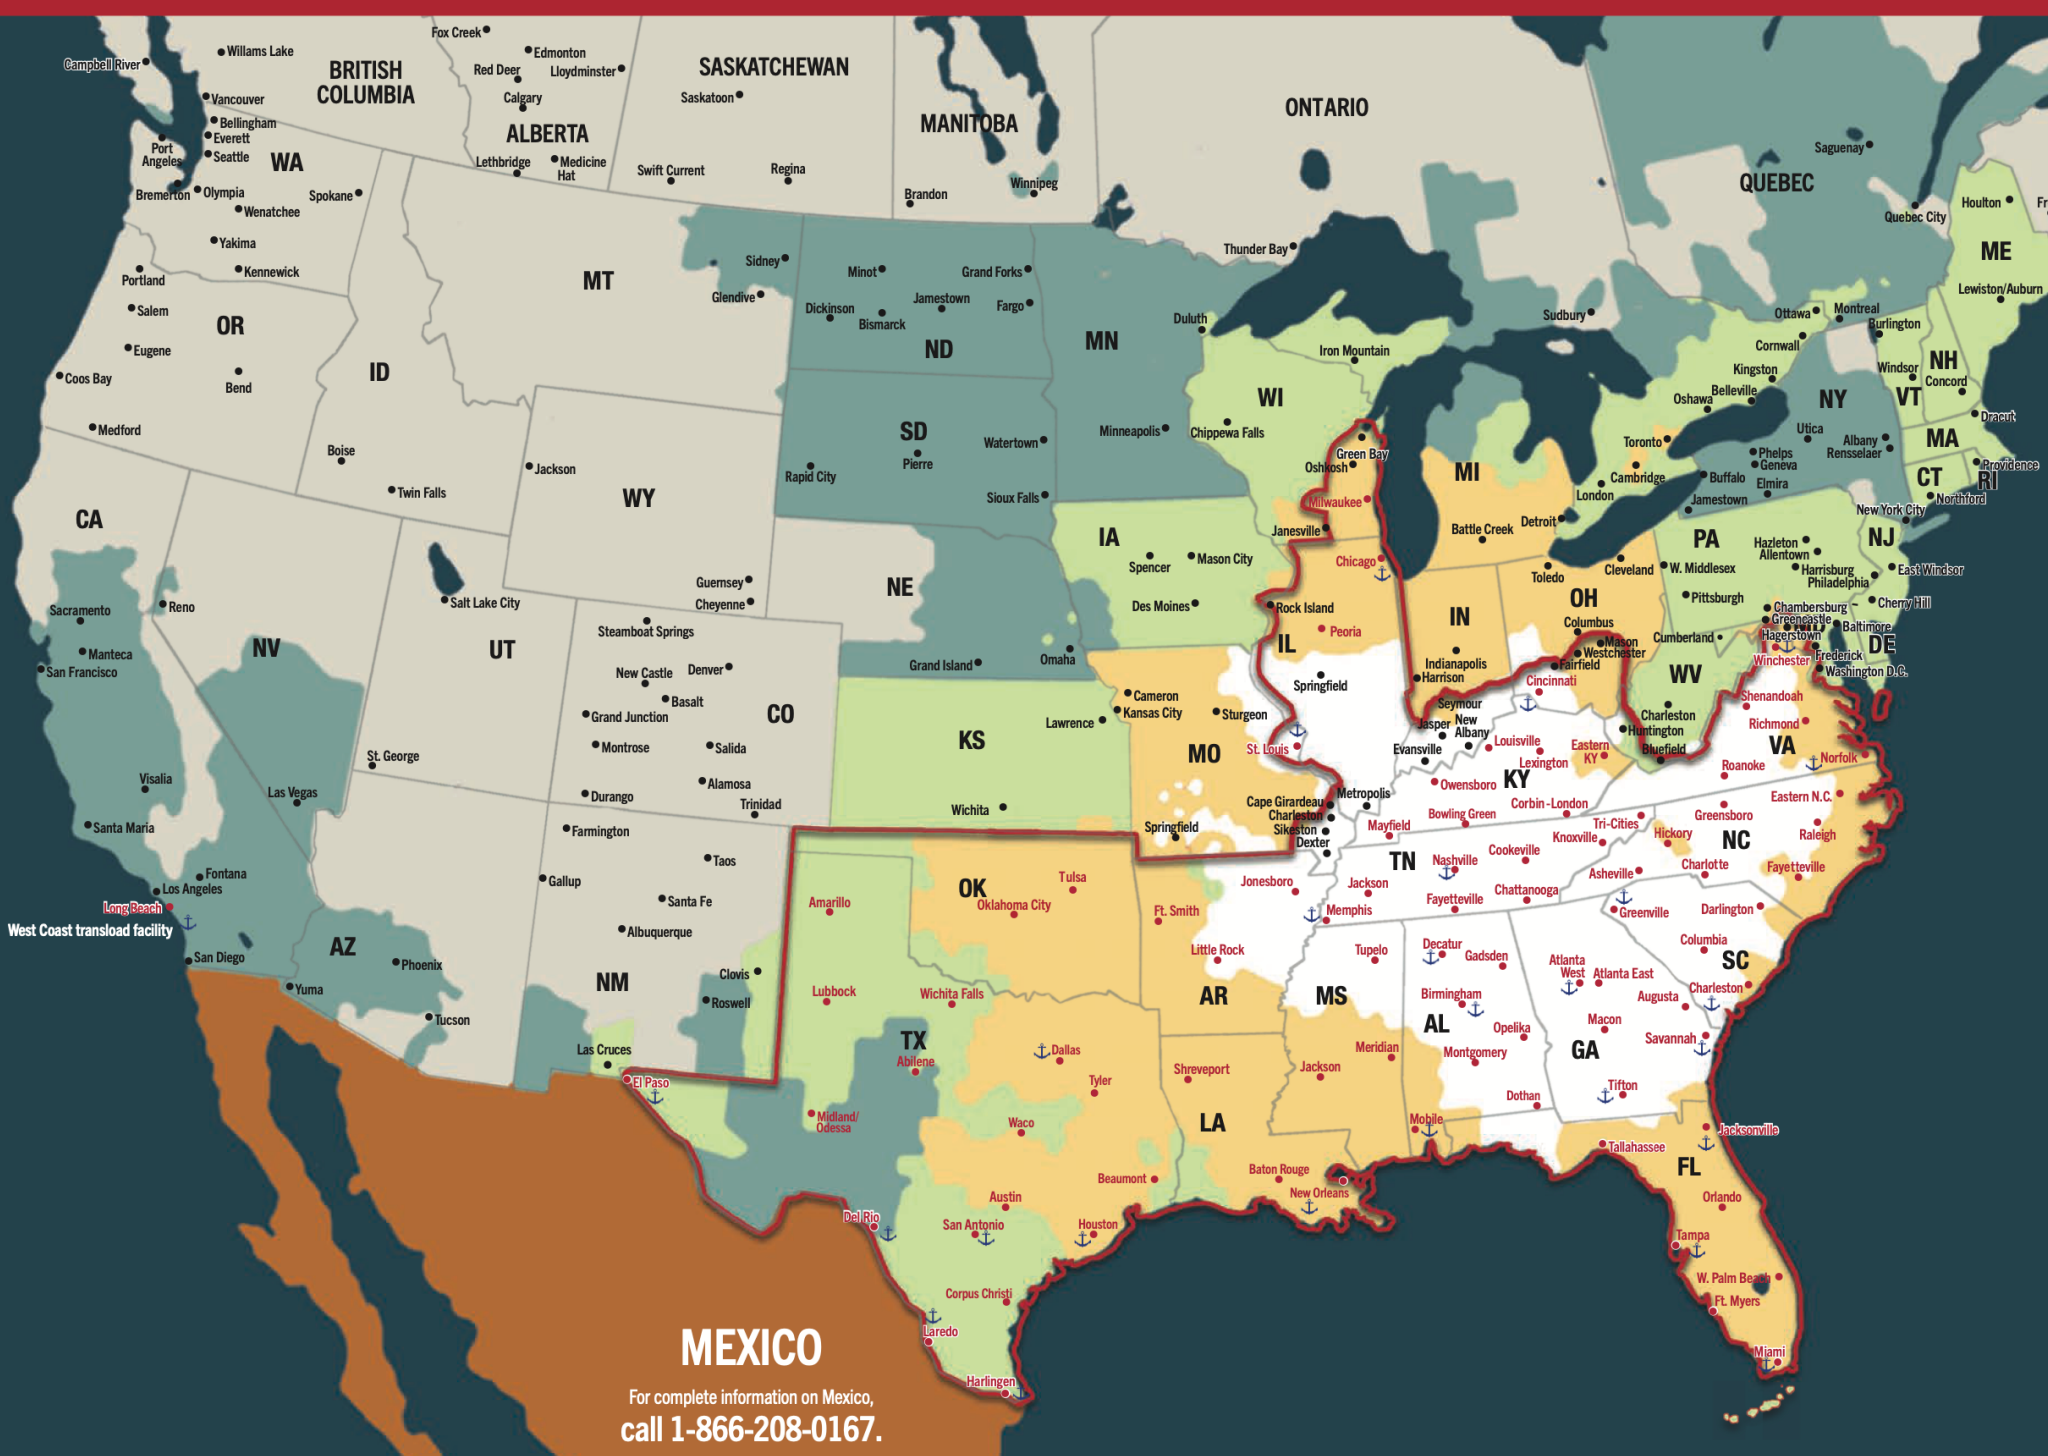 Fox Creek
Edmonton
Willams Lake
Campbell River
BRITISH
COLUMBIA
Red Deer
Lloydminster
SASKATCHEWAN
Calgary
Saskatoon
Vancouver
ALBERTA
MANITOBA
ONTARIO
Bellingham
Everett
Port
Angeles
Seattle
WA
Lethbridge
Medicine
Hat
Swift Current
Regina
Winnipeg
Brandon
Saguenay
QUEBEC
Quebec City
Houlton
Fr
Bremerton
Olympia
Spokane
Wenatchee
Yakima
Kennewick
Portland
Salem
OR
Eugene
Coos Bay
Bend
Medford
ID
Boise
Twin Falls
MT
Sidney
Glendive
Minot
Grand Forks
Dickinson
Jamestown
Fargo
Bismarck
ND
MN
Duluth
Thunder Bay
Sudbury
Ottawa
Montreal
Burlington
Cornwall
ME
Lewiston/Auburn
Iron Mountain
WI
Chippewa Falls
Kingston
Belleville
Oshawa
Windsor
NH
Concord
VT
NY
Utica
Dracut
SD
Pierre
Watertown
Minneapolis
Rapid City
Sioux Falls
Jackson
WY
Green Bay
Oshkosh
Milwaukee
Janesville
MI
Battle Creek
Detroit
Toronto
Cambridge
London
Albany
Rensselaer
Phelps
Geneva
Buffalo
Elmira
Jamestown
MA
Providence
CT
RI
Northford
New York City
CA
Sacramento
Reno
Manteca
San Francisco
NV
Salt Lake City
UT
Guernsey
Cheyenne
Steamboat Springs
NE
IA
Spencer
Mason City
Des Moines
Chicago
Rock Island
Peoria
IL
Toledo
Cleveland
W. Middlesex
PA
Hazleton
Allentown
Harrisburg
Philadelphia
NJ
East Windsor
Pittsburgh
Chambersburg
Cherry Hill
Greencastle
IN
OH
Columbus
Mason
Westchester
Fairfield
Cincinnati
Cumberland
Hagerstown
MD
Baltimore
Winchester
Frederick
DE
Washington D.C.
New Castle
Denver
Basalt
Grand Junction
CO
Montrose
Salida
Alamosa
Durango
Trinidad
Grand Island
Omaha
Lawrence
Cameron
Kansas City
Sturgeon
KS
MO
Wichita
Springfield
Springfield
St. Louis
Indianapolis
Harrison
Seymour
Jasper
New
Albany
Evansville
Louisville
Lexington
Eastern
KY
KY
WV
Charleston
Huntington
Bluefield
Shenandoah
Richmond
VA
Norfolk
Roanoke
St. George
Las Vegas
Visalia
Santa Maria
Fontana
Los Angeles
Long Beach
West Coast transload facility
San Diego
Yuma
AZ
Phoenix
Tucson
Farmington
Taos
Gallup
Santa Fe
Albuquerque
NM
Clovis
Roswell
Las Cruces
El Paso
Cape Girardeau
Charleston
Sikeston
Dexter
Metropolis
Owensboro
Bowling Green
Mayfield
Corbin-London
Tri-Cities
Greensboro
Eastern N.C.
Raleigh
Hickory
NC
Knoxville
Cookeville
Nashville
TN
Asheville
Charlotte
Fayetteville
Jonesboro
Jackson
Memphis
Fayetteville
Chattanooga
Greenville
Darlington
Columbia
SC
Charleston
Amarillo
OK
Tulsa
Oklahoma City
Ft. Smith
Little Rock
AR
Lubbock
Wichita Falls
TX
Abilene
Dallas
Tyler
Midland/
Odessa
Waco
Tupelo
MS
Decatur
Gadsden
Birmingham
AL
Opelika
Montgomery
Dothan
Atlanta
West
Atlanta East
Augusta
Macon
GA
Savannah
Tifton
Shreveport
Jackson
Meridian
LA
Mobile
Tallahassee
Jacksonville
FL
Beaumont
Baton Rouge
New Orleans
Austin
San Antonio
Houston
Del Rio
Corpus Christi
Laredo
Harlingen
Orlando
Tampa
W. Palm Beach
Ft. Myers
Miami
MEXICO
For complete information on Mexico,
call 1-866-208-0167.